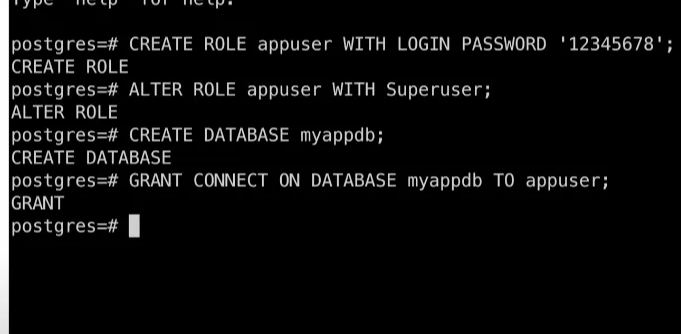 Type "help" for help.
postgres=# CREATE ROLE appuser WITH LOGIN PASSWORD '12345678';
CREATE ROLE
postgres=# ALTER ROLE appuser WITH Superuser;
ALTER ROLE
postgres=# CREATE DATABASE myappdb;
CREATE DATABASE
postgres=# GRANT CONNECT ON DATABASE myappdb TO appuser;
GRANT
postgres=#